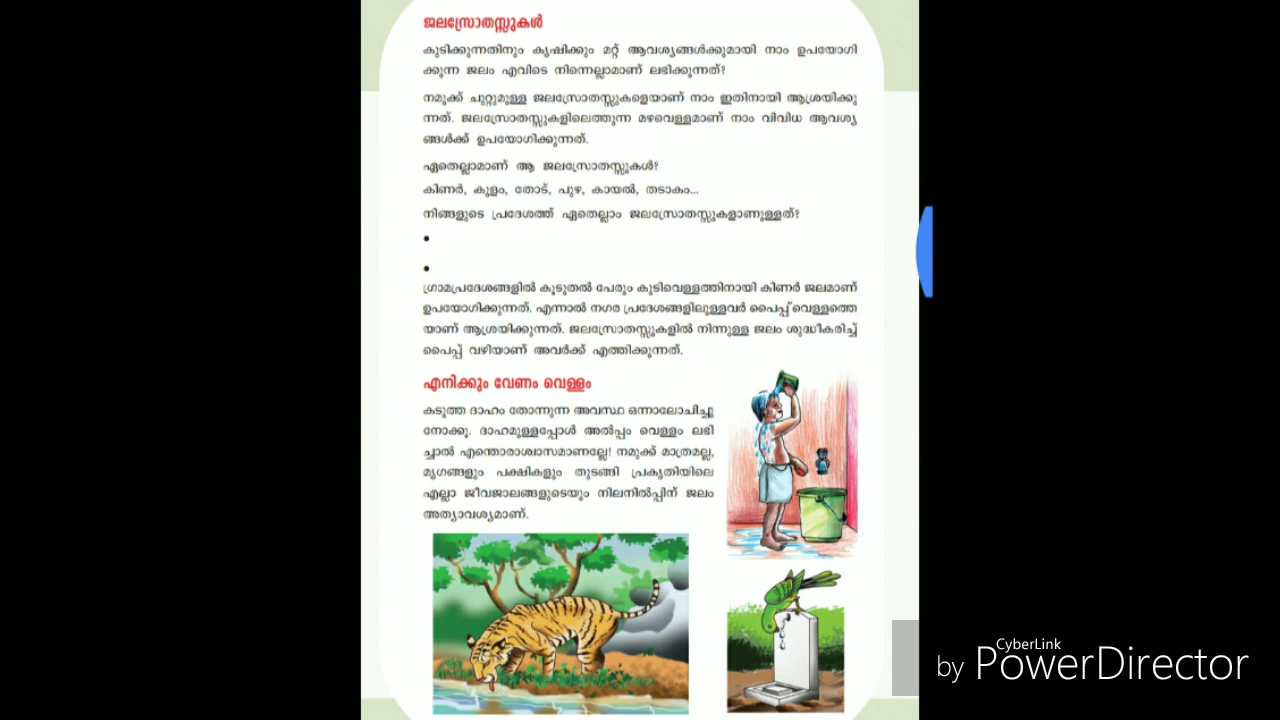 ജലസ്രോതസ്സുകൾ
കുടിക്കുന്നതിനും കൃഷിക്കും മറ്റ് ആവശ്യങ്ങൾക്കുമായി നാം ഉപയോഗി
ക്കുന്ന ജലം എവിടെ നിന്നെല്ലാമാണ് ലഭിക്കുന്നത്?
നമുക്ക് ചുറ്റുമുള്ള ജലസ്രോതസ്സുകളെയാണ് നാം ഇതിനായി ആശ്രയിക്കു
ന്നത്. ജലസ്രോതസ്സുകളിലെത്തുന്ന മഴവെള്ളമാണ് നാം വിവിധ ആവശ്യ
ങ്ങൾക്ക് ഉപയോഗിക്കുന്നത്.
ഏതെല്ലാമാണ് ആ ജലസ്രോതസ്സുകൾ?
കിണർ, കുളം, തോട്, പുഴ, കായൽ, തടാകം...
നിങ്ങളുടെ പ്രദേശത്ത് ഏതെല്ലാം ജലസ്രോതസ്സുകളാണുള്ളത്?
•
•
ഗ്രാമപ്രദേശങ്ങളിൽ കൂടുതൽ പേരും കുടിവെള്ളത്തിനായി കിണർ ജലമാണ്
ഉപയോഗിക്കുന്നത്. എന്നാൽ നഗര പ്രദേശങ്ങളിലുള്ളവർ പൈപ്പ് വെള്ളത്തെ
യാണ് ആശ്രയിക്കുന്നത്. ജലസ്രോതസ്സുകളിൽ നിന്നുള്ള ജലം ശുദ്ധീകരിച്ച്
പൈപ്പ് വഴിയാണ് അവർക്ക് എത്തിക്കുന്നത്.
എനിക്കും വേണം വെള്ളം
കടുത്ത ദാഹം തോന്നുന്ന അവസ്ഥ ഒന്നാലോചിച്ചു
നോക്കൂ. ദാഹമുള്ളപ്പോൾ അൽപ്പം വെള്ളം ലഭി
ച്ചാൽ എന്തൊരാശ്വാസമാണല്ലേ! നമുക്ക് മാത്രമല്ല,
മൃഗങ്ങളും പക്ഷികളും തുടങ്ങി പ്രകൃതിയിലെ
എല്ലാ ജീവജാലങ്ങളുടെയും നിലനിൽപ്പിന് ജലം
അത്യാവശ്യമാണ്.
CyberLink
by PowerDirector